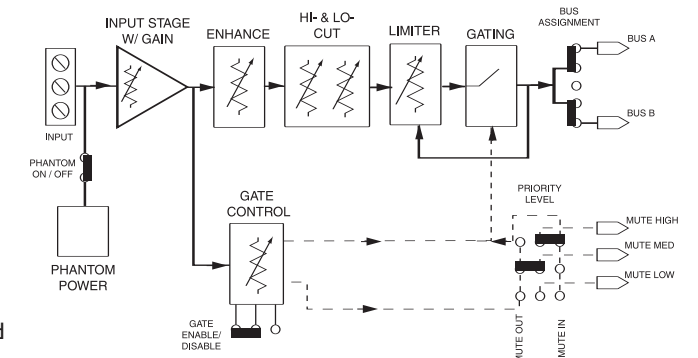 INPUT STAGE
W/ GAIN
ENHANCE
HI- & LO-
CUT
LIMITER
GATING
BUS
ASSIGNMENT
BUS A
BUS B
INPUT
PHANTOM
ON / OFF
PHANTOM
POWER
GATE
CONTROL
GATE
ENABLE/
DISABLE
PRIORITY
LEVEL
MUTE HIGH
MUTE MED
MUTE LOW
MUTE OUT
MUTE IN